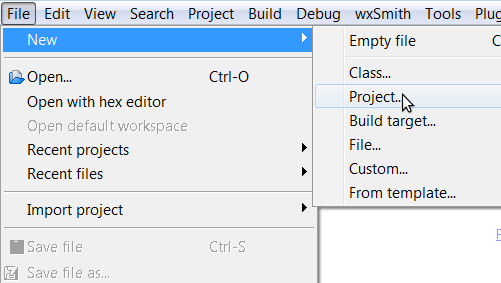 File Edit View Search Project Build Debug wxSmith Tools Plug
New
Open... Ctrl-O
Open with hex editor
Open default workspace
Recent projects
Recent files
Import project
Save file Ctrl-S
Save file as...
Empty file C
Class...
Project...
Build target...
File...
Custom...
From template...